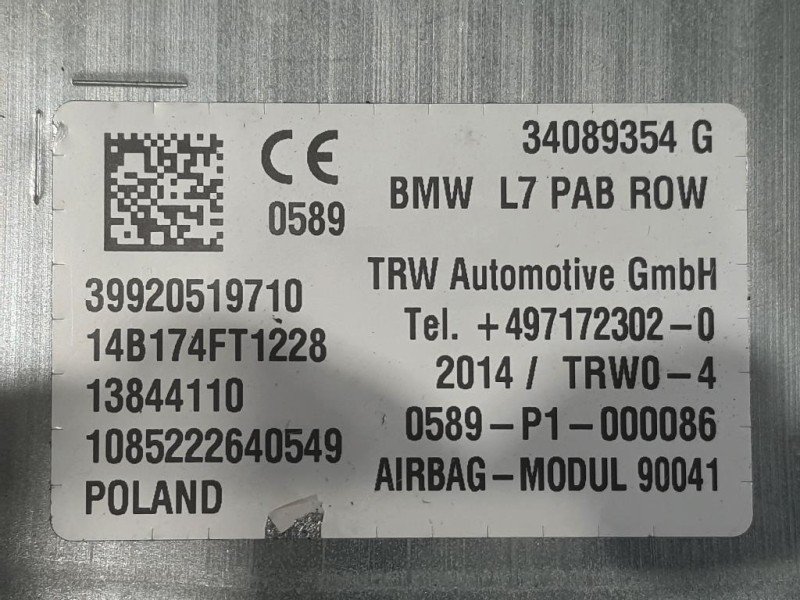 CE
0589
34089354 G
BMW L7 PAB ROW
39920519710
14B174FT1228
13844110
1085222640549
POLAND
TRW Automotive GmbH
Tel. +497172302-0
2014 / TRW0-4
0589-P1-000086
AIRBAG-MODUL 90041